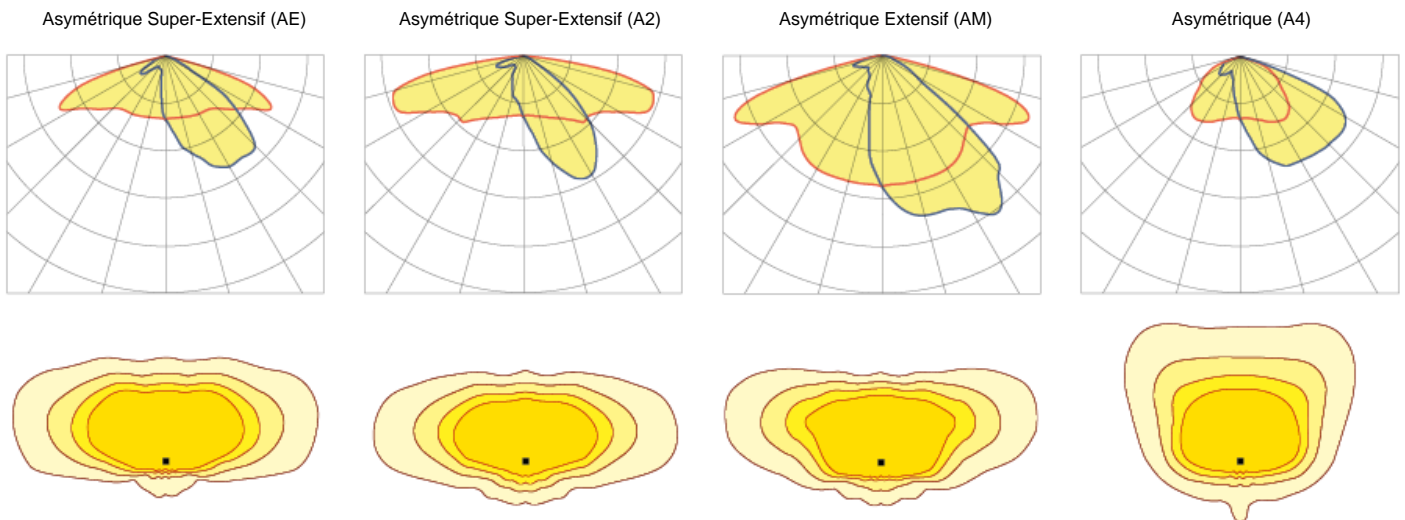 Asymétrique Super-Extensif (AE)
Asymétrique Super-Extensif (A2)
Asymétrique Extensif (AM)
Asymétrique (A4)